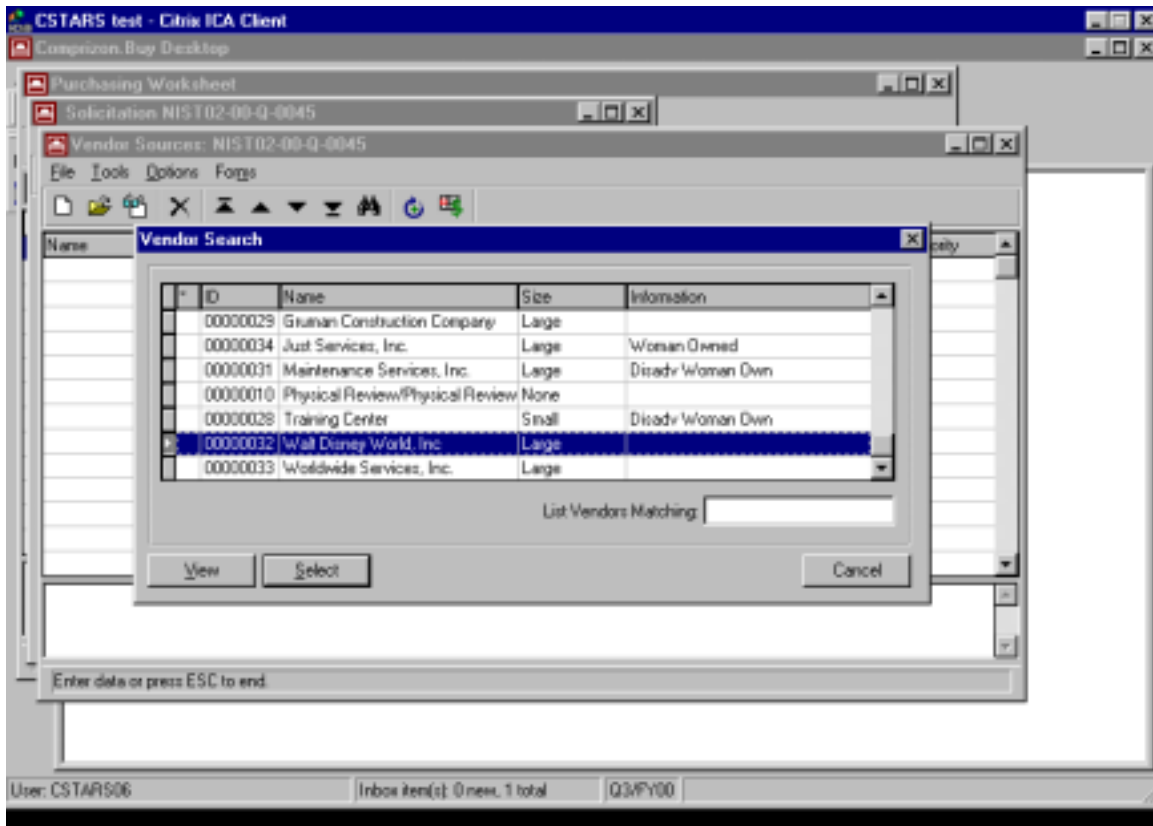 CSTARS test - Citrix ICA Client
Comprizon.Buy Desktop
Purchasing Worksheet
Solicitation NIST02-00-Q-0045
Vendor Sources: NIST02-00-Q-0045
File Tools Options Forms
Name
Vendor Search
* ID Name Size Information
00000029 Gruman Construction Company Large
00000034 Just Services, Inc. Large Woman Owned
00000031 Maintenance Services, Inc. Large Disadv Woman Own
00000010 Physical Review/Physical Review None
00000028 Training Center Small Disadv Woman Own
00000032 Walt Disney World, Inc Large
00000033 Worldwide Services, Inc. Large
List Vendors Matching:
View Select Cancel
Enter data or press ESC to end.
User: CSTARS06 Inbox item(s): 0 new, 1 total Q3/FY00